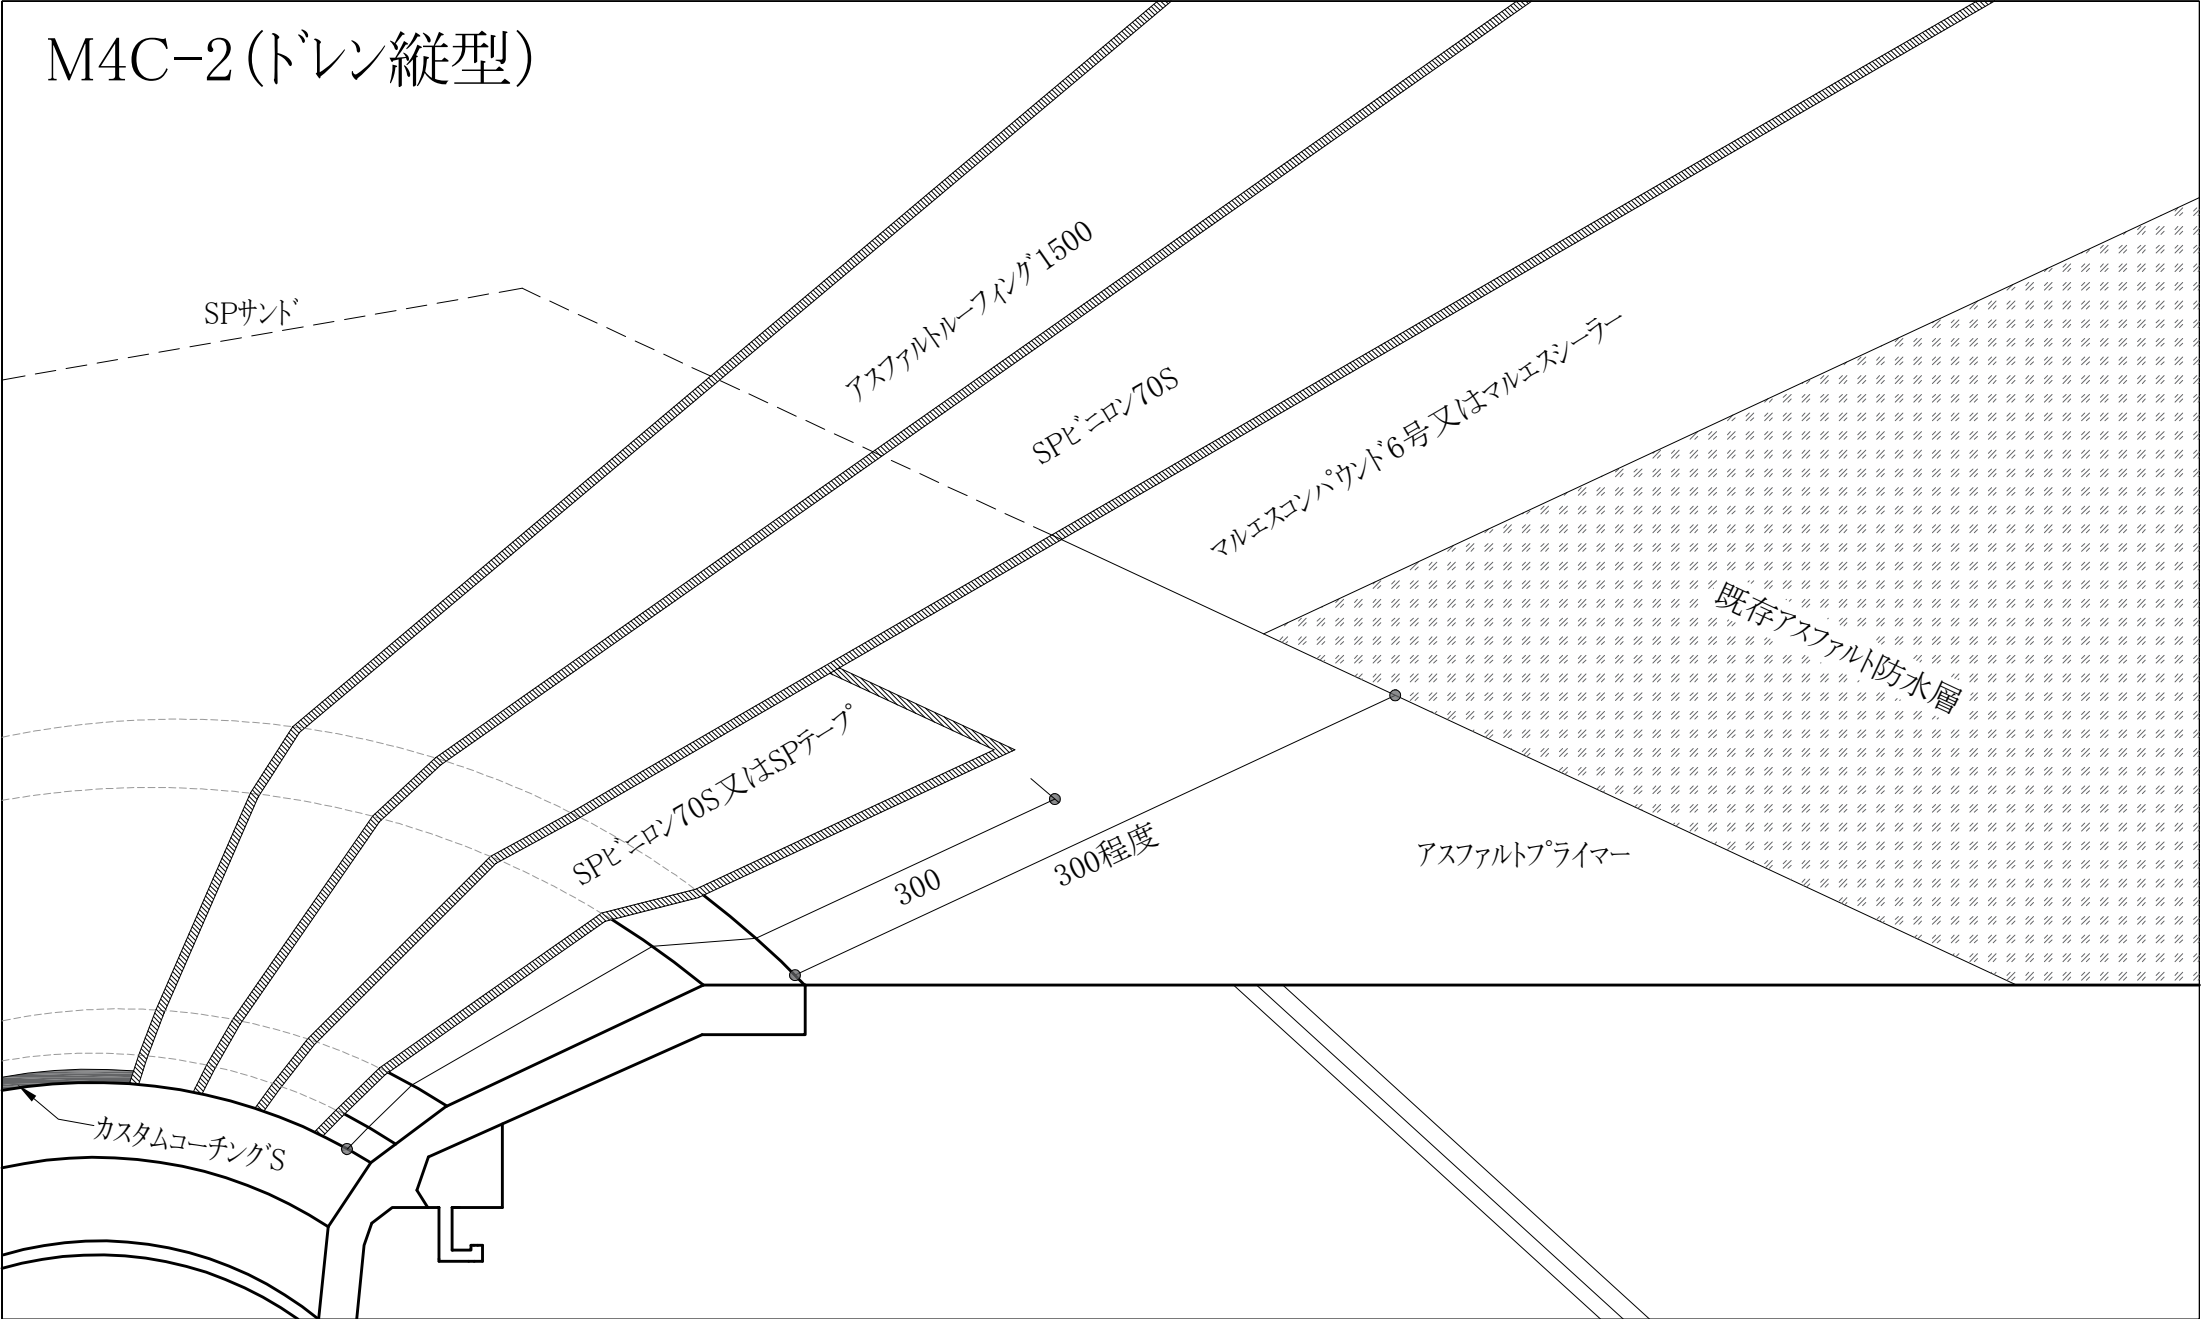 M4C-2(ドレン縦型)
SPサンド
アスファルトルーフィング1500
SPビニロン70S
マルエスコンパウンド6号又はマルエスシーラー
既存アスファルト防水層
SPビニロン70S又はSPテープ
300
300程度
アスファルトプライマー
カスタムコーチングS